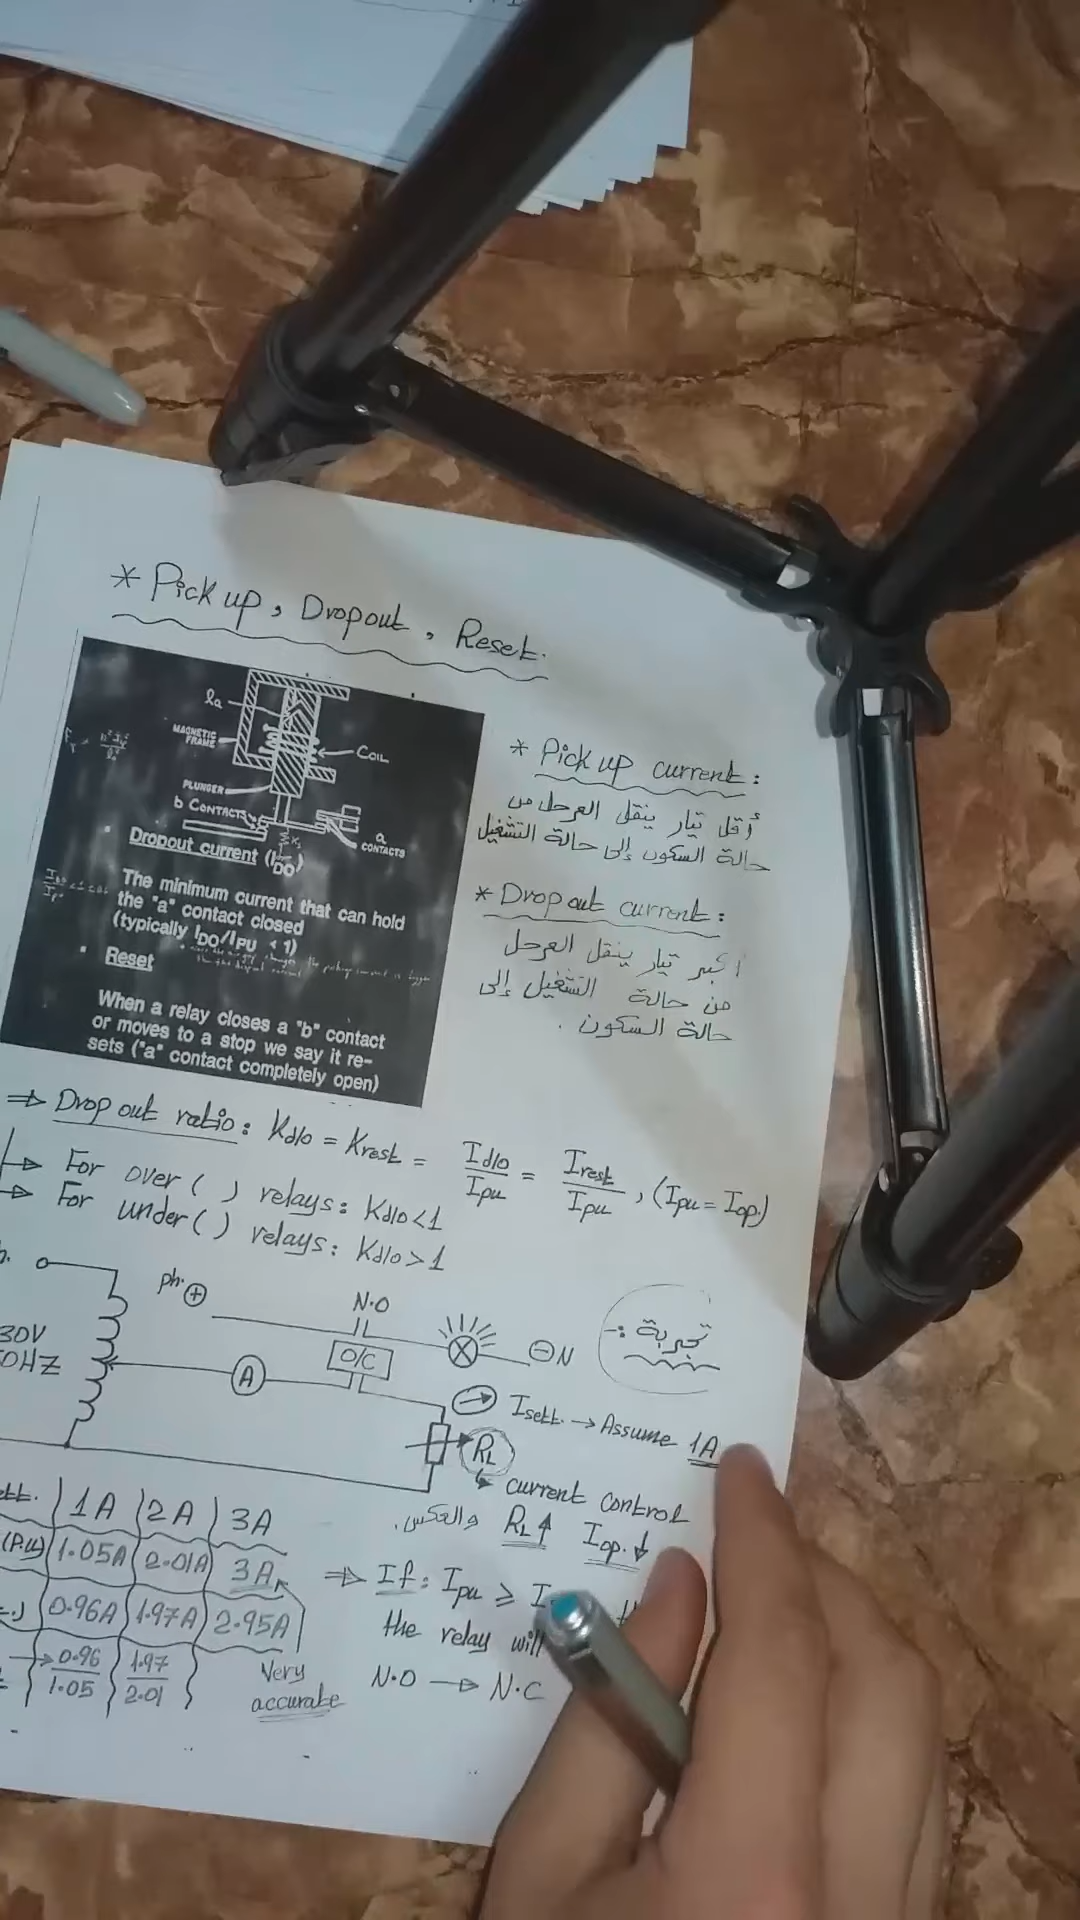 * Pick up, Dropout, Reset.
la
MAGNETIC
FRAME
COIL
PLUNGER
b CONTACTS
a
CONTACTS
x
• Dropout current (IDO)
The minimum current that can hold
the "a" contact closed
(typically IDO/IPU < 1)
• Reset
When a relay closes a "b" contact
or moves to a stop we say it re-
sets ("a" contact completely open)
* Pick up current:
أقل تيار ينقل المرحل من
حالة السكون إلى حالة التشغيل
* Drop out current:
أكبر تيار ينقل المرحل
من حالة التشغيل إلى
حالة السكون.
⇒ Drop out ratio: Kd/o = Krest = Id/o/Ipu = Irest/Ipu, (Ipu = Iop.)
→ For over ( ) relays: Kd/o < 1
→ For under ( ) relays: Kd/o > 1
ph. ⊕
N.O
⊖ N
تجربة:-
30V
0HZ
A
O/C
Isett. → Assume 1A
RL
current control
RL↑ Iop.↓ والعكس.
ett. 1A 2A 3A
(P.u) 1.05A 2.01A 3A
0.96A 1.97A 2.95A
→ 0.96/1.05 1.97/2.01
Very
accurate
⇒ If: Ipu ≥ I
the relay will
N.O → N.C